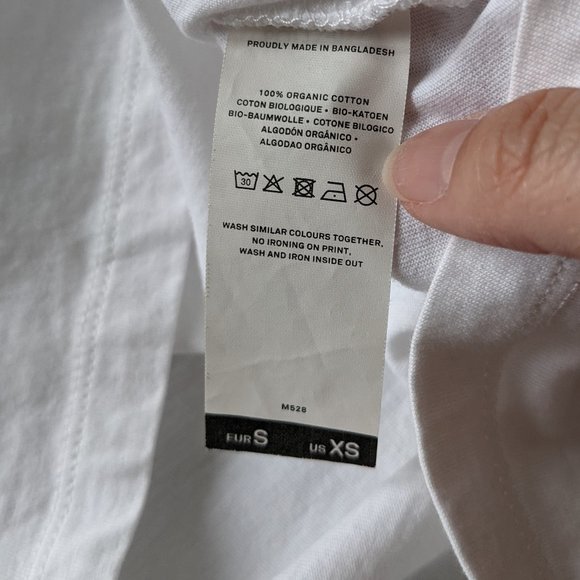 PROUDLY MADE IN BANGLADESH
100% ORGANIC COTTON
COTON BIOLOGIQUE • BIO-KATOEN
BIO-BAUMWOLLE • COTONE BILOGICO
ALGODÓN ORGÁNICO •
ALGODAO ORGÂNICO
30
WASH SIMILAR COLOURS TOGETHER,
NO IRONING ON PRINT,
WASH AND IRON INSIDE OUT
M528
EUR S US XS